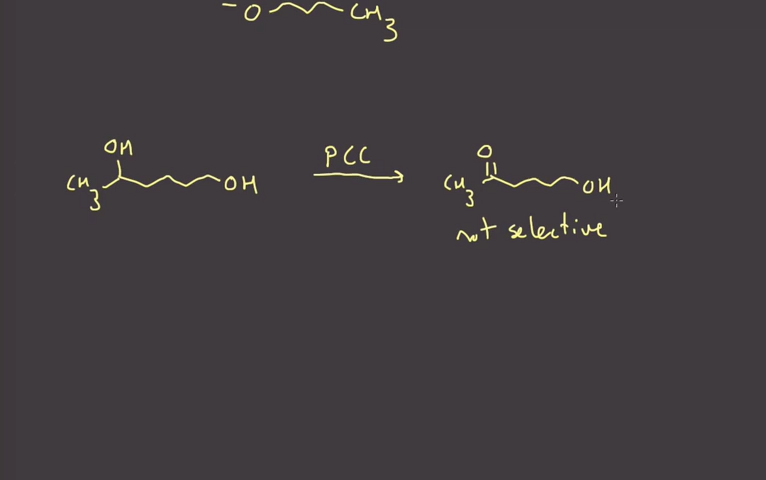 -O CH3
OH
CH3 OH
PCC
O
CH3 OH
not selective